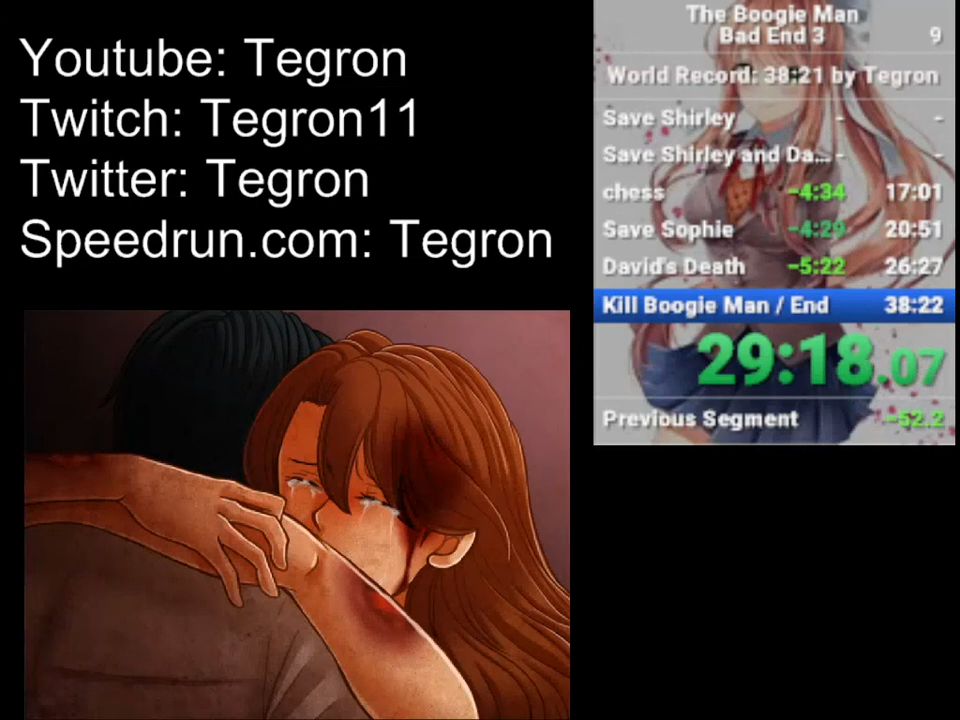 Youtube: Tegron
Twitch: Tegron11
Twitter: Tegron
Speedrun.com: Tegron
The Boogie Man
Bad End 3 9
World Record: 38:21 by Tegron
Save Shirley - -
Save Shirley and Da... - -
chess -4:34 17:01
Save Sophie -4:29 20:51
David's Death -5:22 26:27
Kill Boogie Man / End 38:22
29:18.07
Previous Segment -52.2